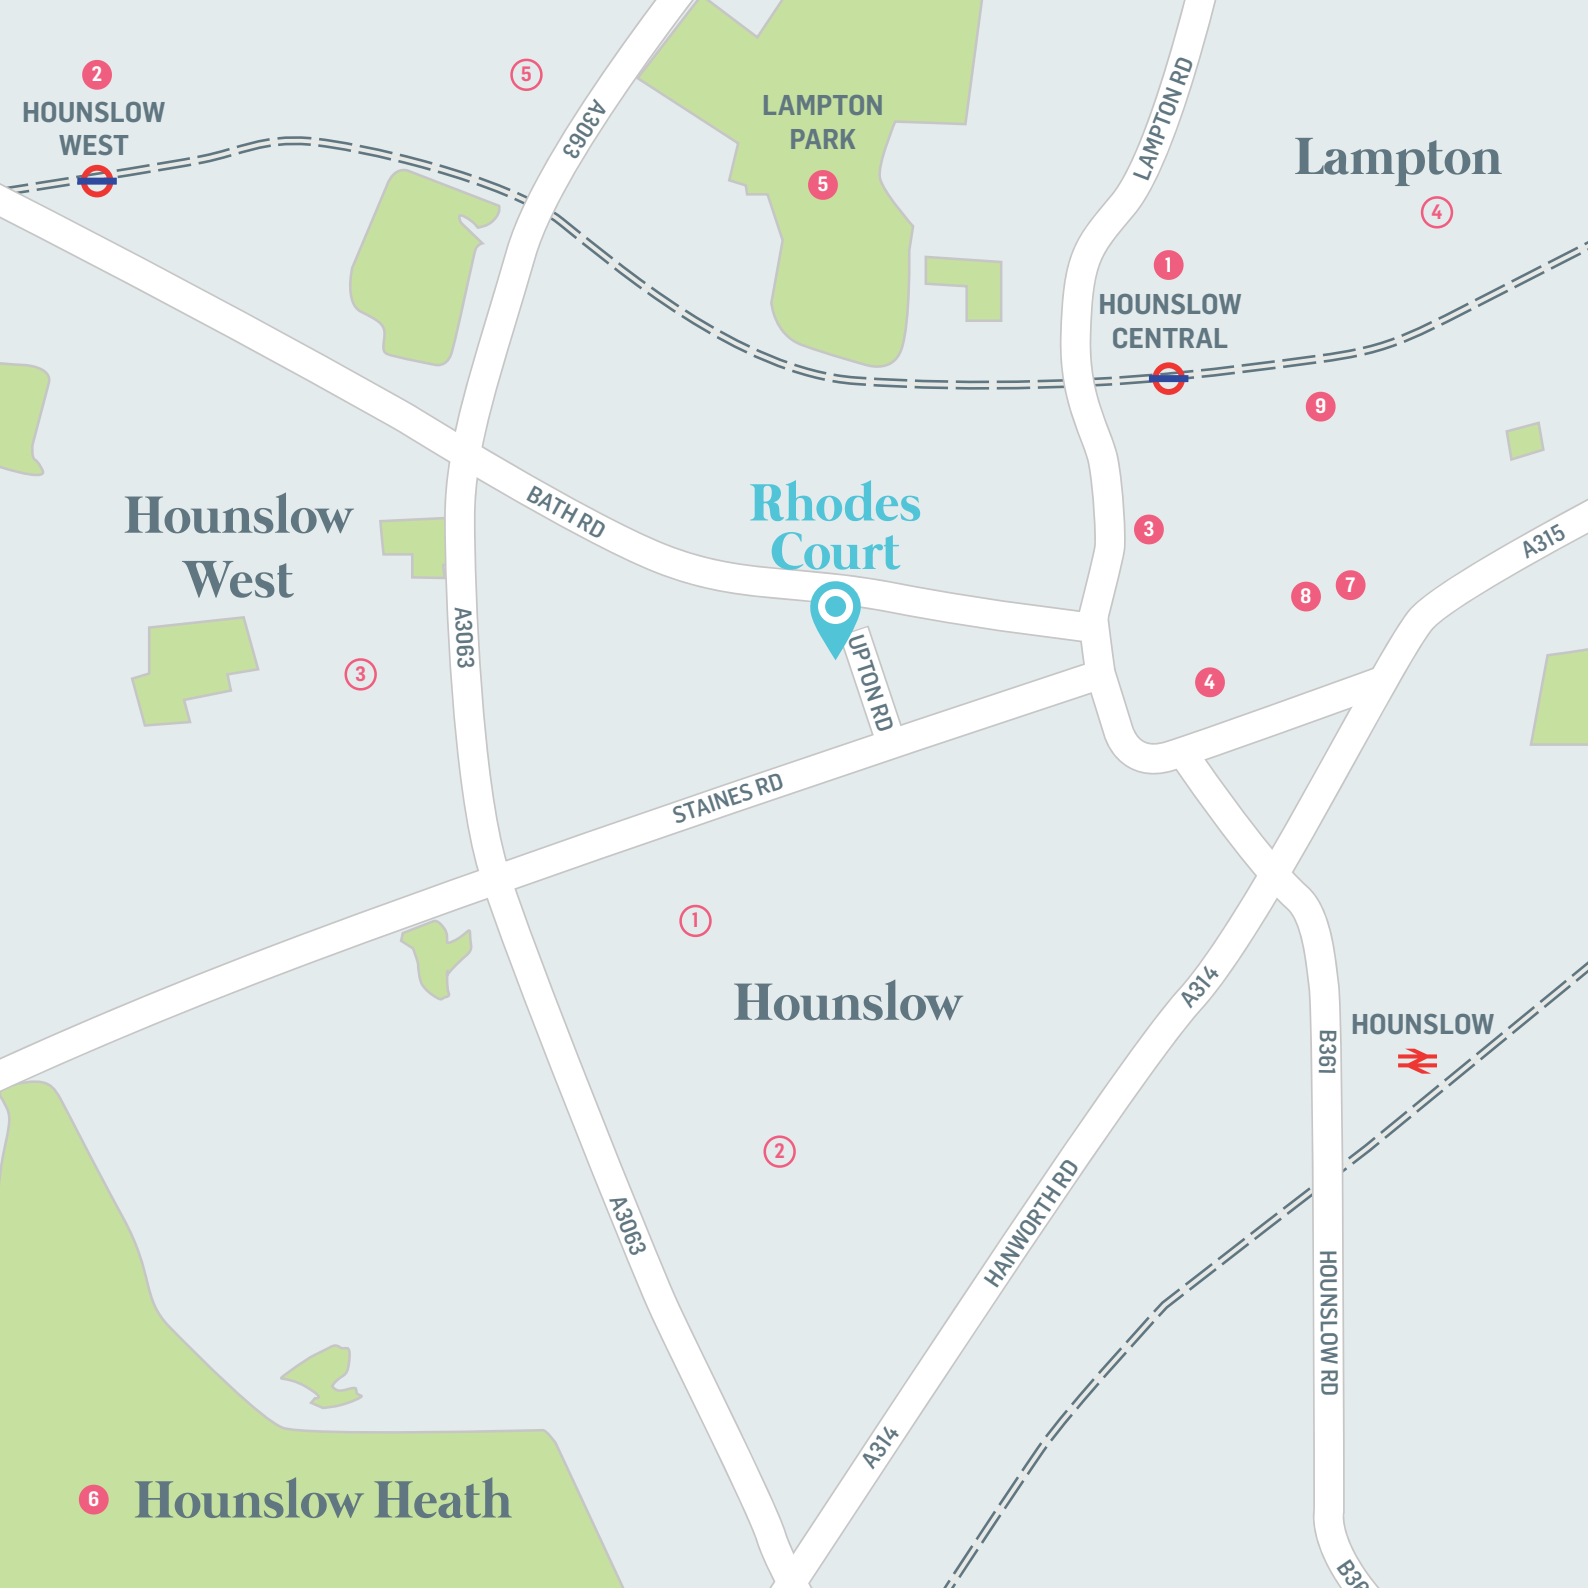 2
HOUNSLOW
WEST
5
A3063
LAMPTON
PARK
5
LAMPTON RD
Lampton
4
1
HOUNSLOW
CENTRAL
9
Hounslow
West
BATH RD
Rhodes
Court
3
A315
8
7
A3063
3
UPTON RD
4
STAINES RD
1
Hounslow
A314
HOUNSLOW
B361
2
A3063
HANWORTH RD
HOUNSLOW RD
A314
6
Hounslow Heath